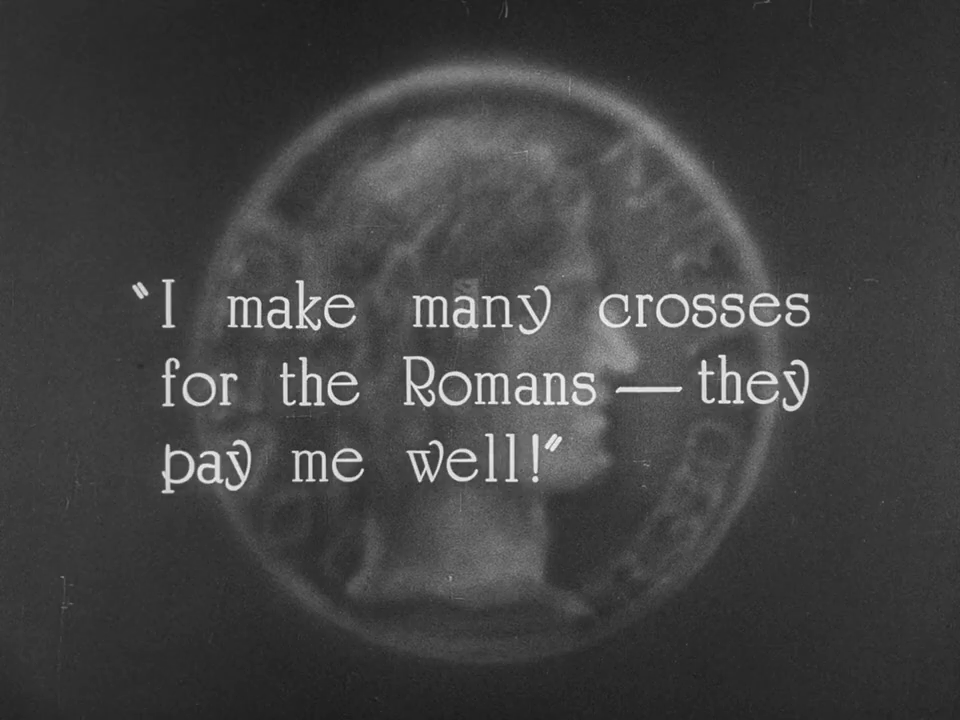 "I make many crosses
for the Romans — they
pay me well!"